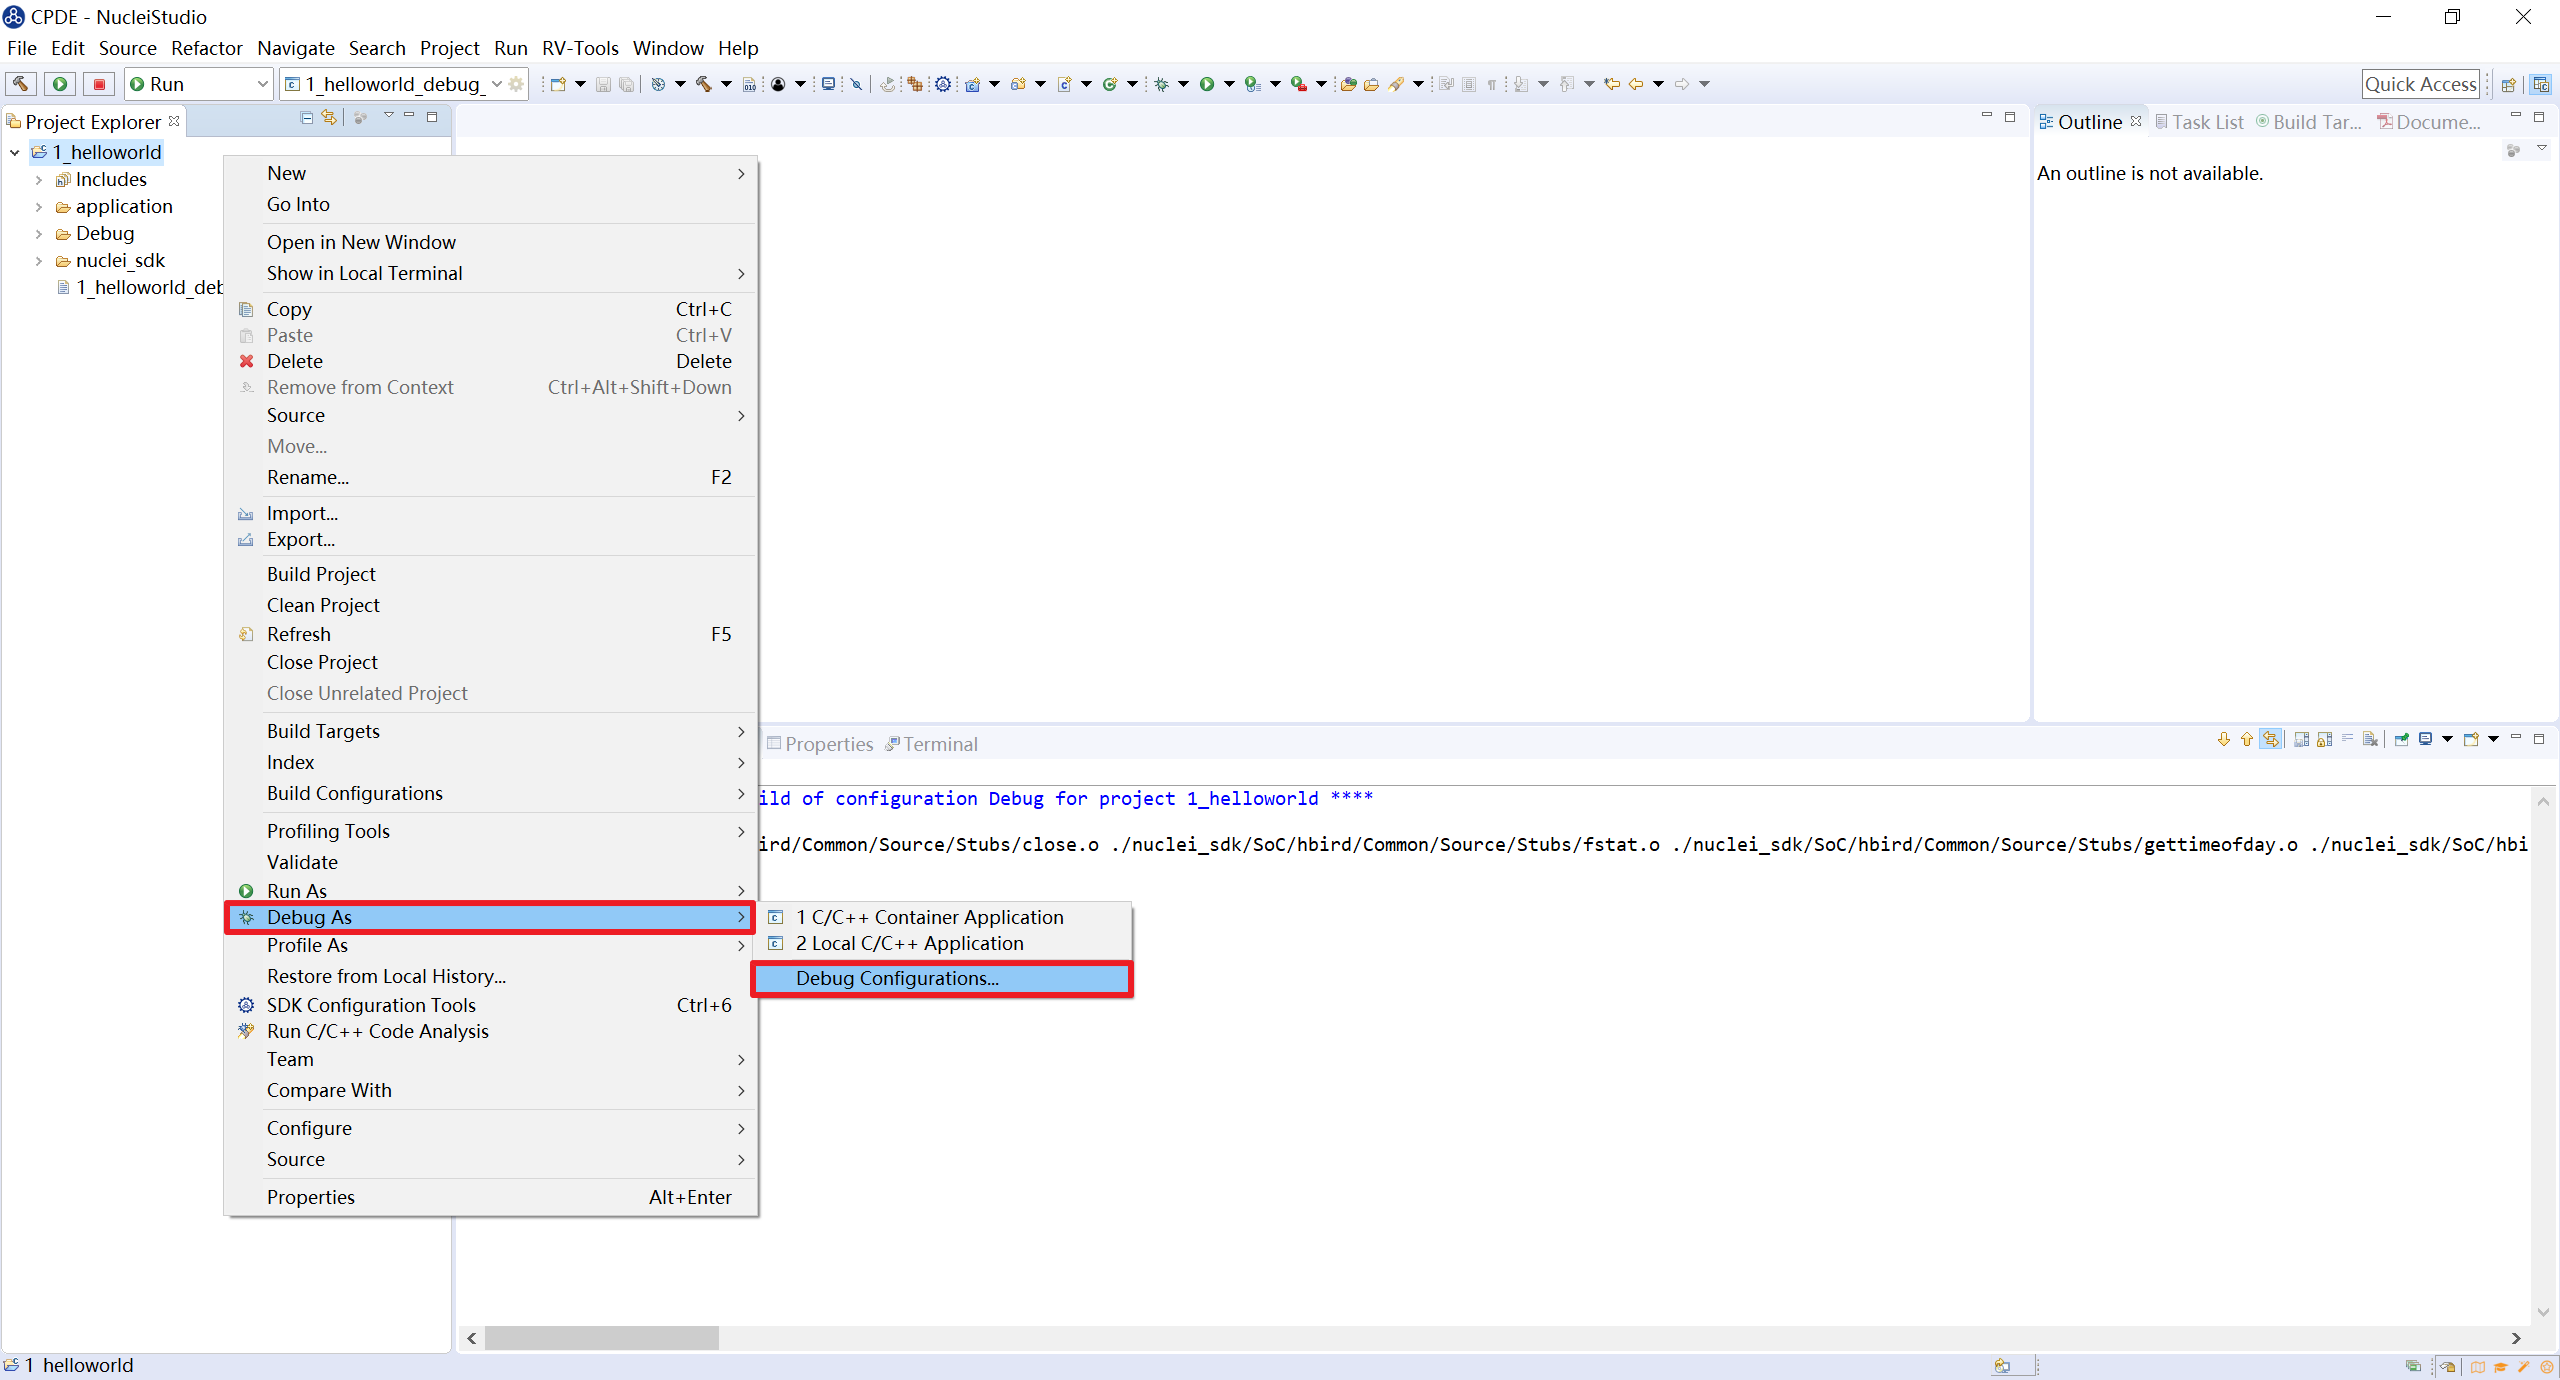 CPDE - NucleiStudio
File Edit Source Refactor Navigate Search Project Run RV-Tools Window Help
Run
1_helloworld_debug_
Quick Access
Project Explorer
1_helloworld
Includes
application
Debug
nuclei_sdk
1_helloworld_deb
New
Go Into
Open in New Window
Show in Local Terminal
Copy Ctrl+C
Paste Ctrl+V
Delete Delete
Remove from Context Ctrl+Alt+Shift+Down
Source
Move...
Rename... F2
Import...
Export...
Build Project
Clean Project
Refresh F5
Close Project
Close Unrelated Project
Build Targets
Index
Build Configurations
Profiling Tools
Validate
Run As
Debug As
Profile As
Restore from Local History...
SDK Configuration Tools Ctrl+6
Run C/C++ Code Analysis
Team
Compare With
Configure
Source
Properties Alt+Enter
1 C/C++ Container Application
2 Local C/C++ Application
Debug Configurations...
Outline Task List Build Tar... Docume...
An outline is not available.
Properties Terminal
ild of configuration Debug for project 1_helloworld ****
ird/Common/Source/Stubs/close.o ./nuclei_sdk/SoC/hbird/Common/Source/Stubs/fstat.o ./nuclei_sdk/SoC/hbird/Common/Source/Stubs/gettimeofday.o ./nuclei_sdk/SoC/hbi
1_helloworld